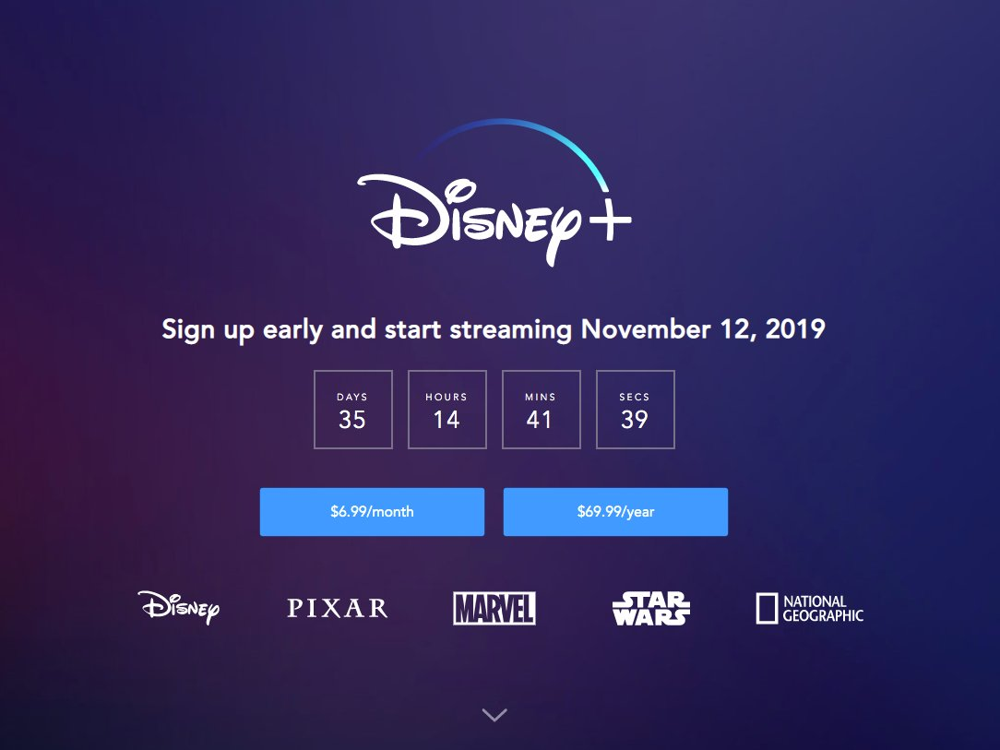 Disney+
Sign up early and start streaming November 12, 2019
DAYS HOURS MINS SECS
35 14 41 39
$6.99/month $69.99/year
Disney PIXAR MARVEL STAR WARS NATIONAL GEOGRAPHIC